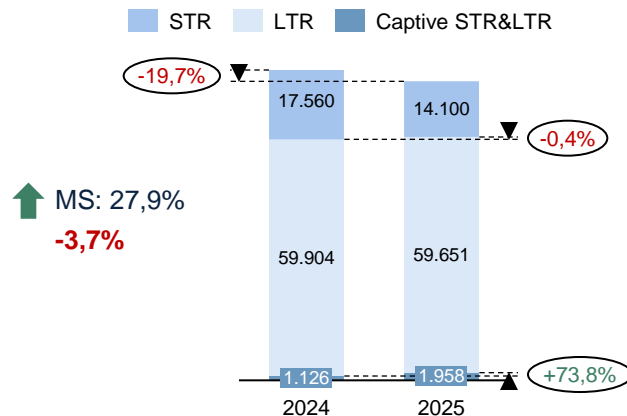 STR LTR Captive STR&LTR
-19,7%
17.560 14.100
-0,4%
MS: 27,9%
-3,7%
59.904 59.651
1.126 1.958 +73,8%
2024 2025